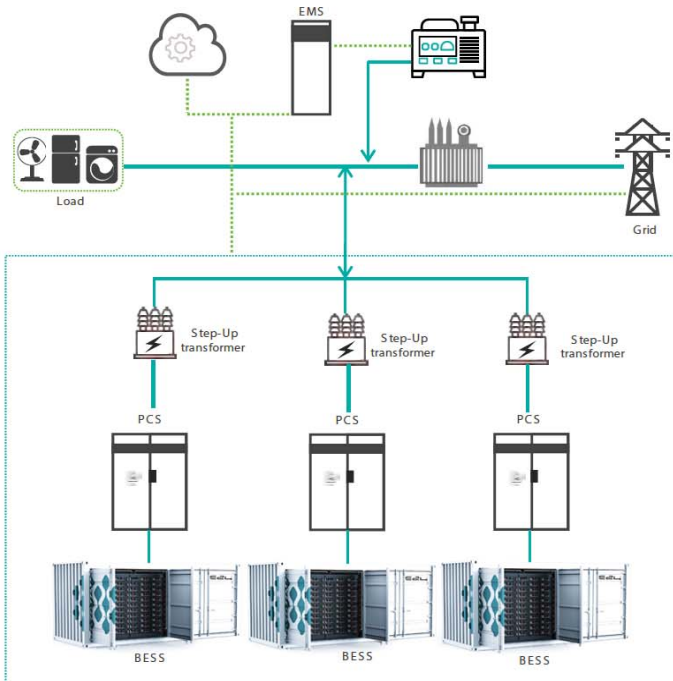 EMS
Load
Grid
Step-Up
transformer
Step-Up
transformer
Step-Up
transformer
PCS
PCS
PCS
BESS
BESS
BESS